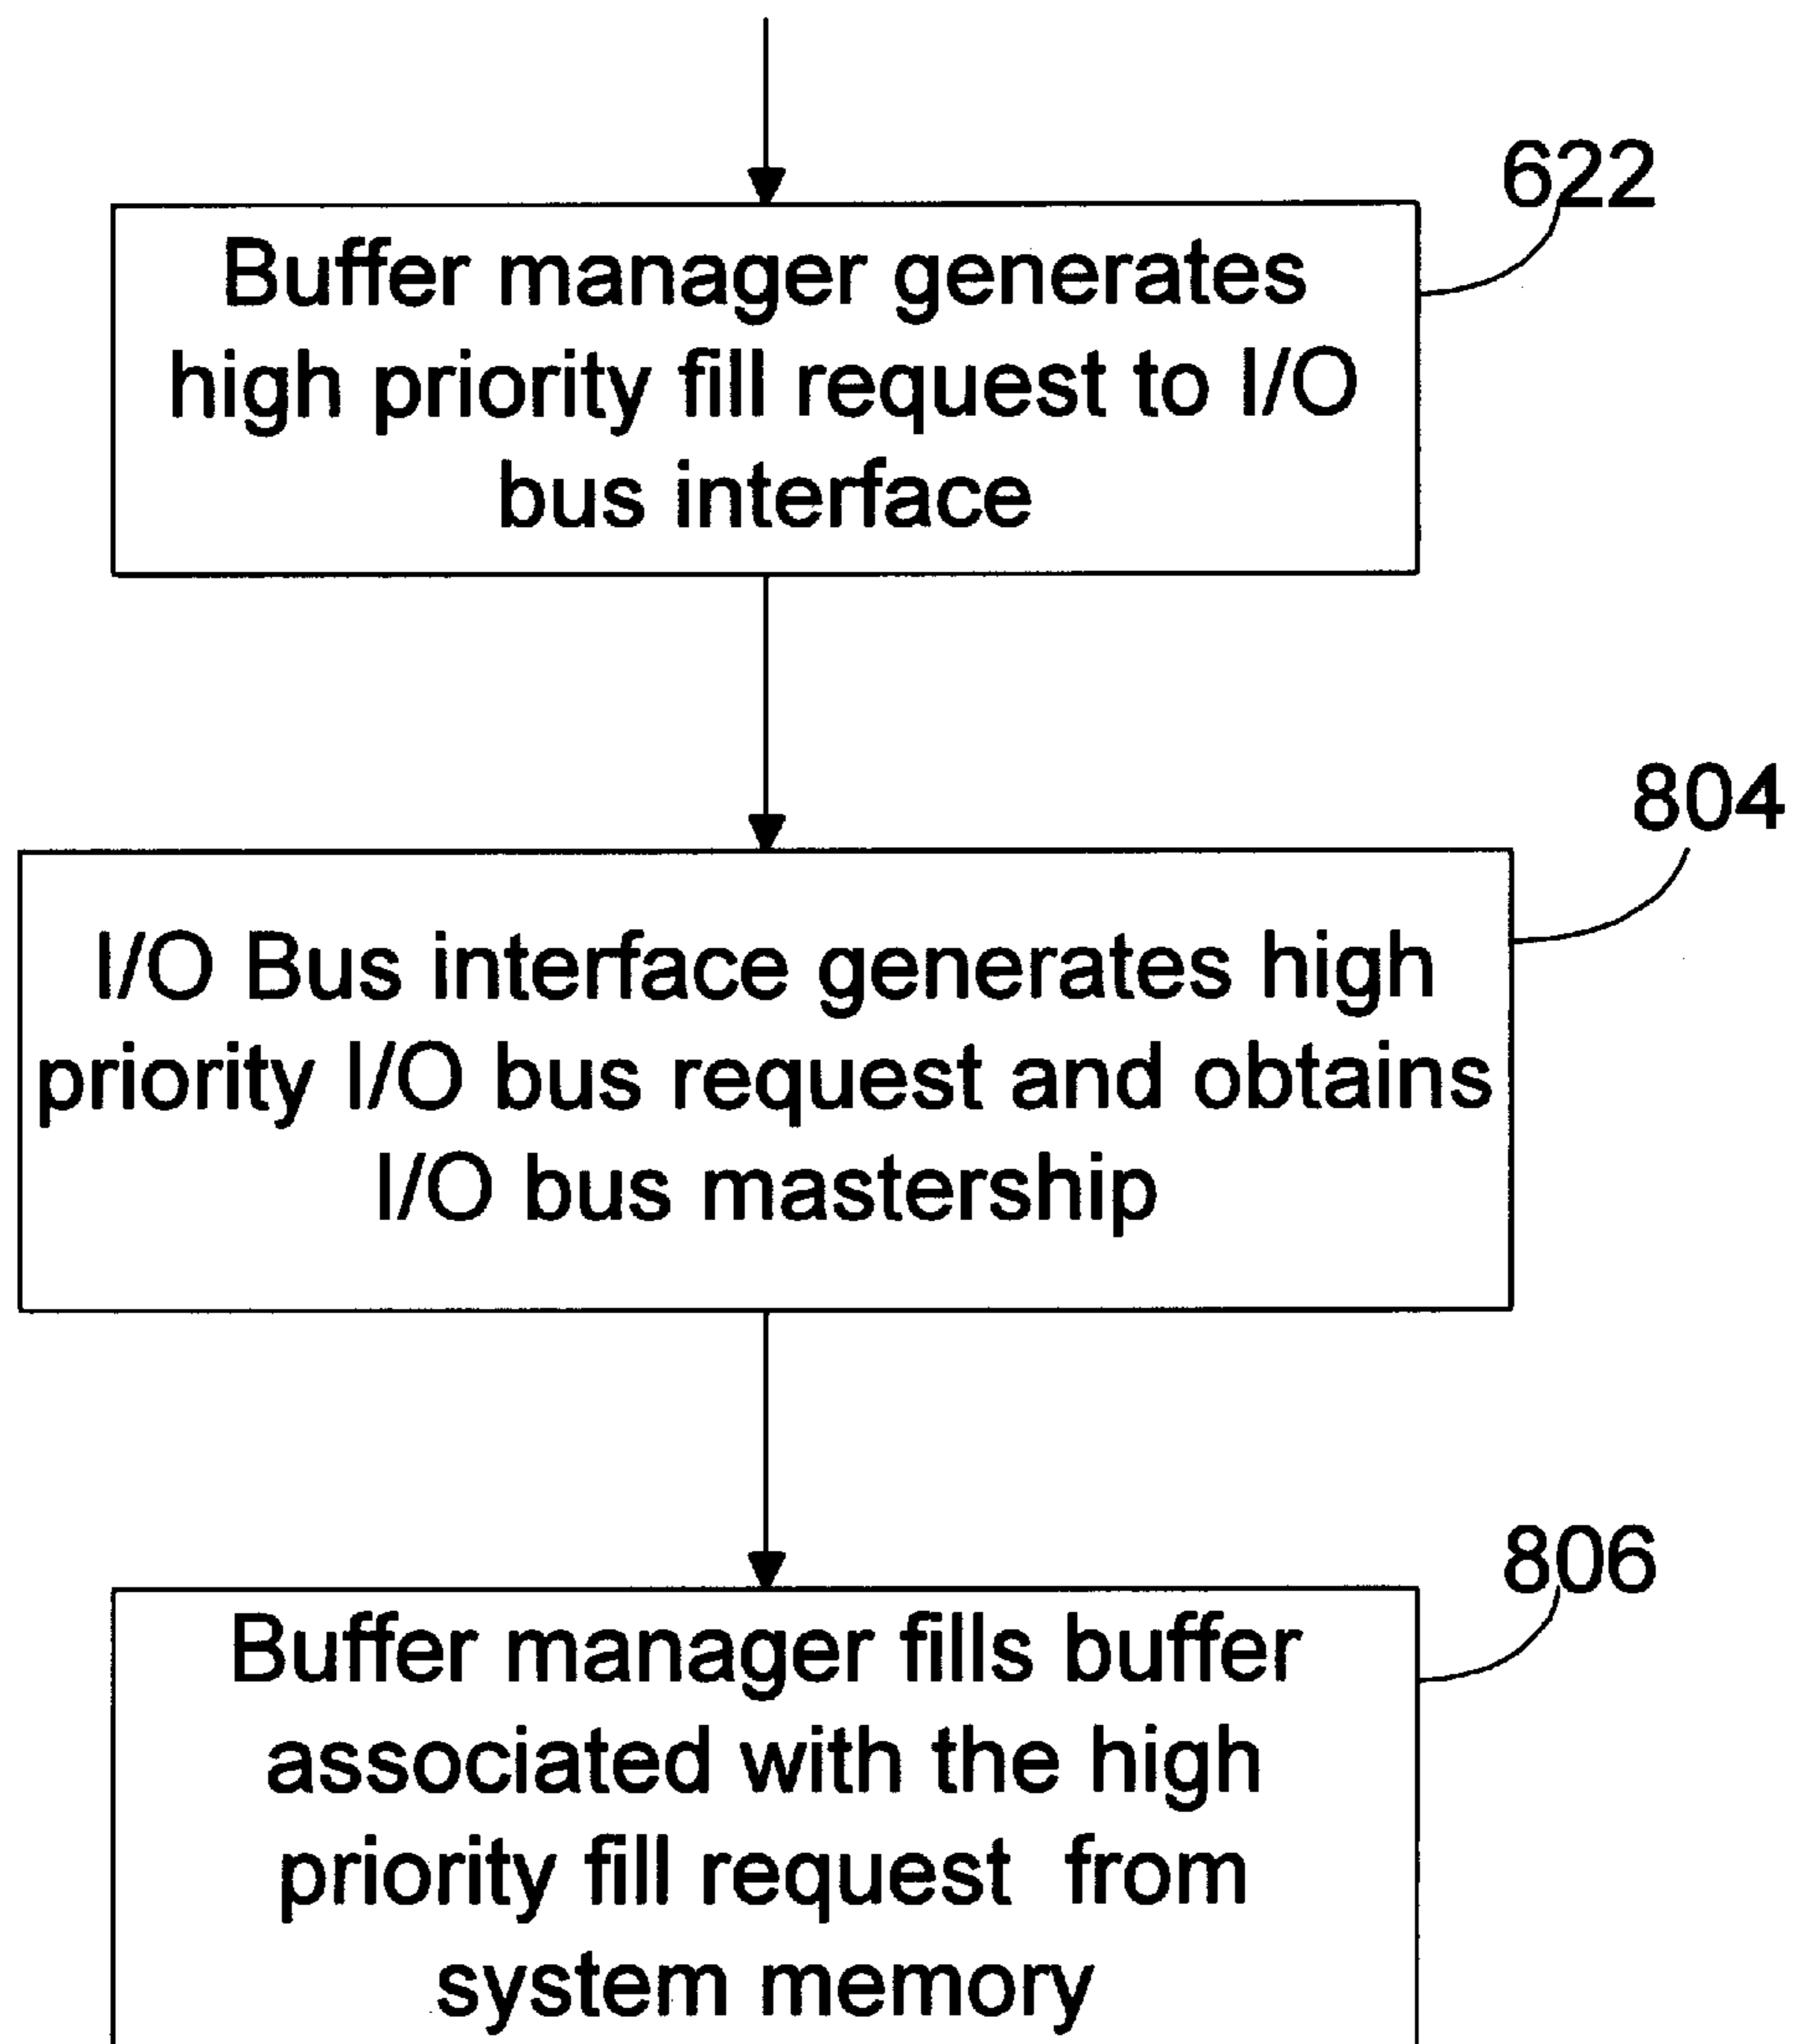 622
Buffer manager generates
high priority fill request to I/O
bus interface
804
I/O Bus interface generates high
priority I/O bus request and obtains
I/O bus mastership
806
Buffer manager fills buffer
associated with the high
priority fill request from
system memory